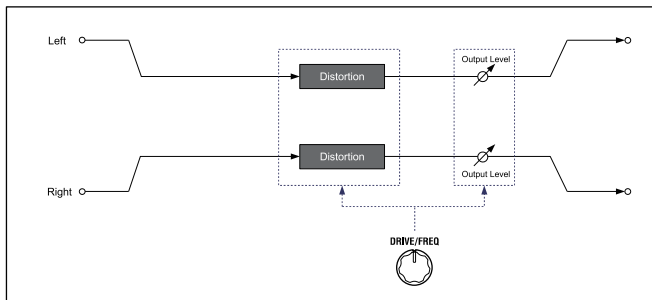 Left
Distortion
Output Level
Distortion
Output Level
Right
DRIVE/FREQ